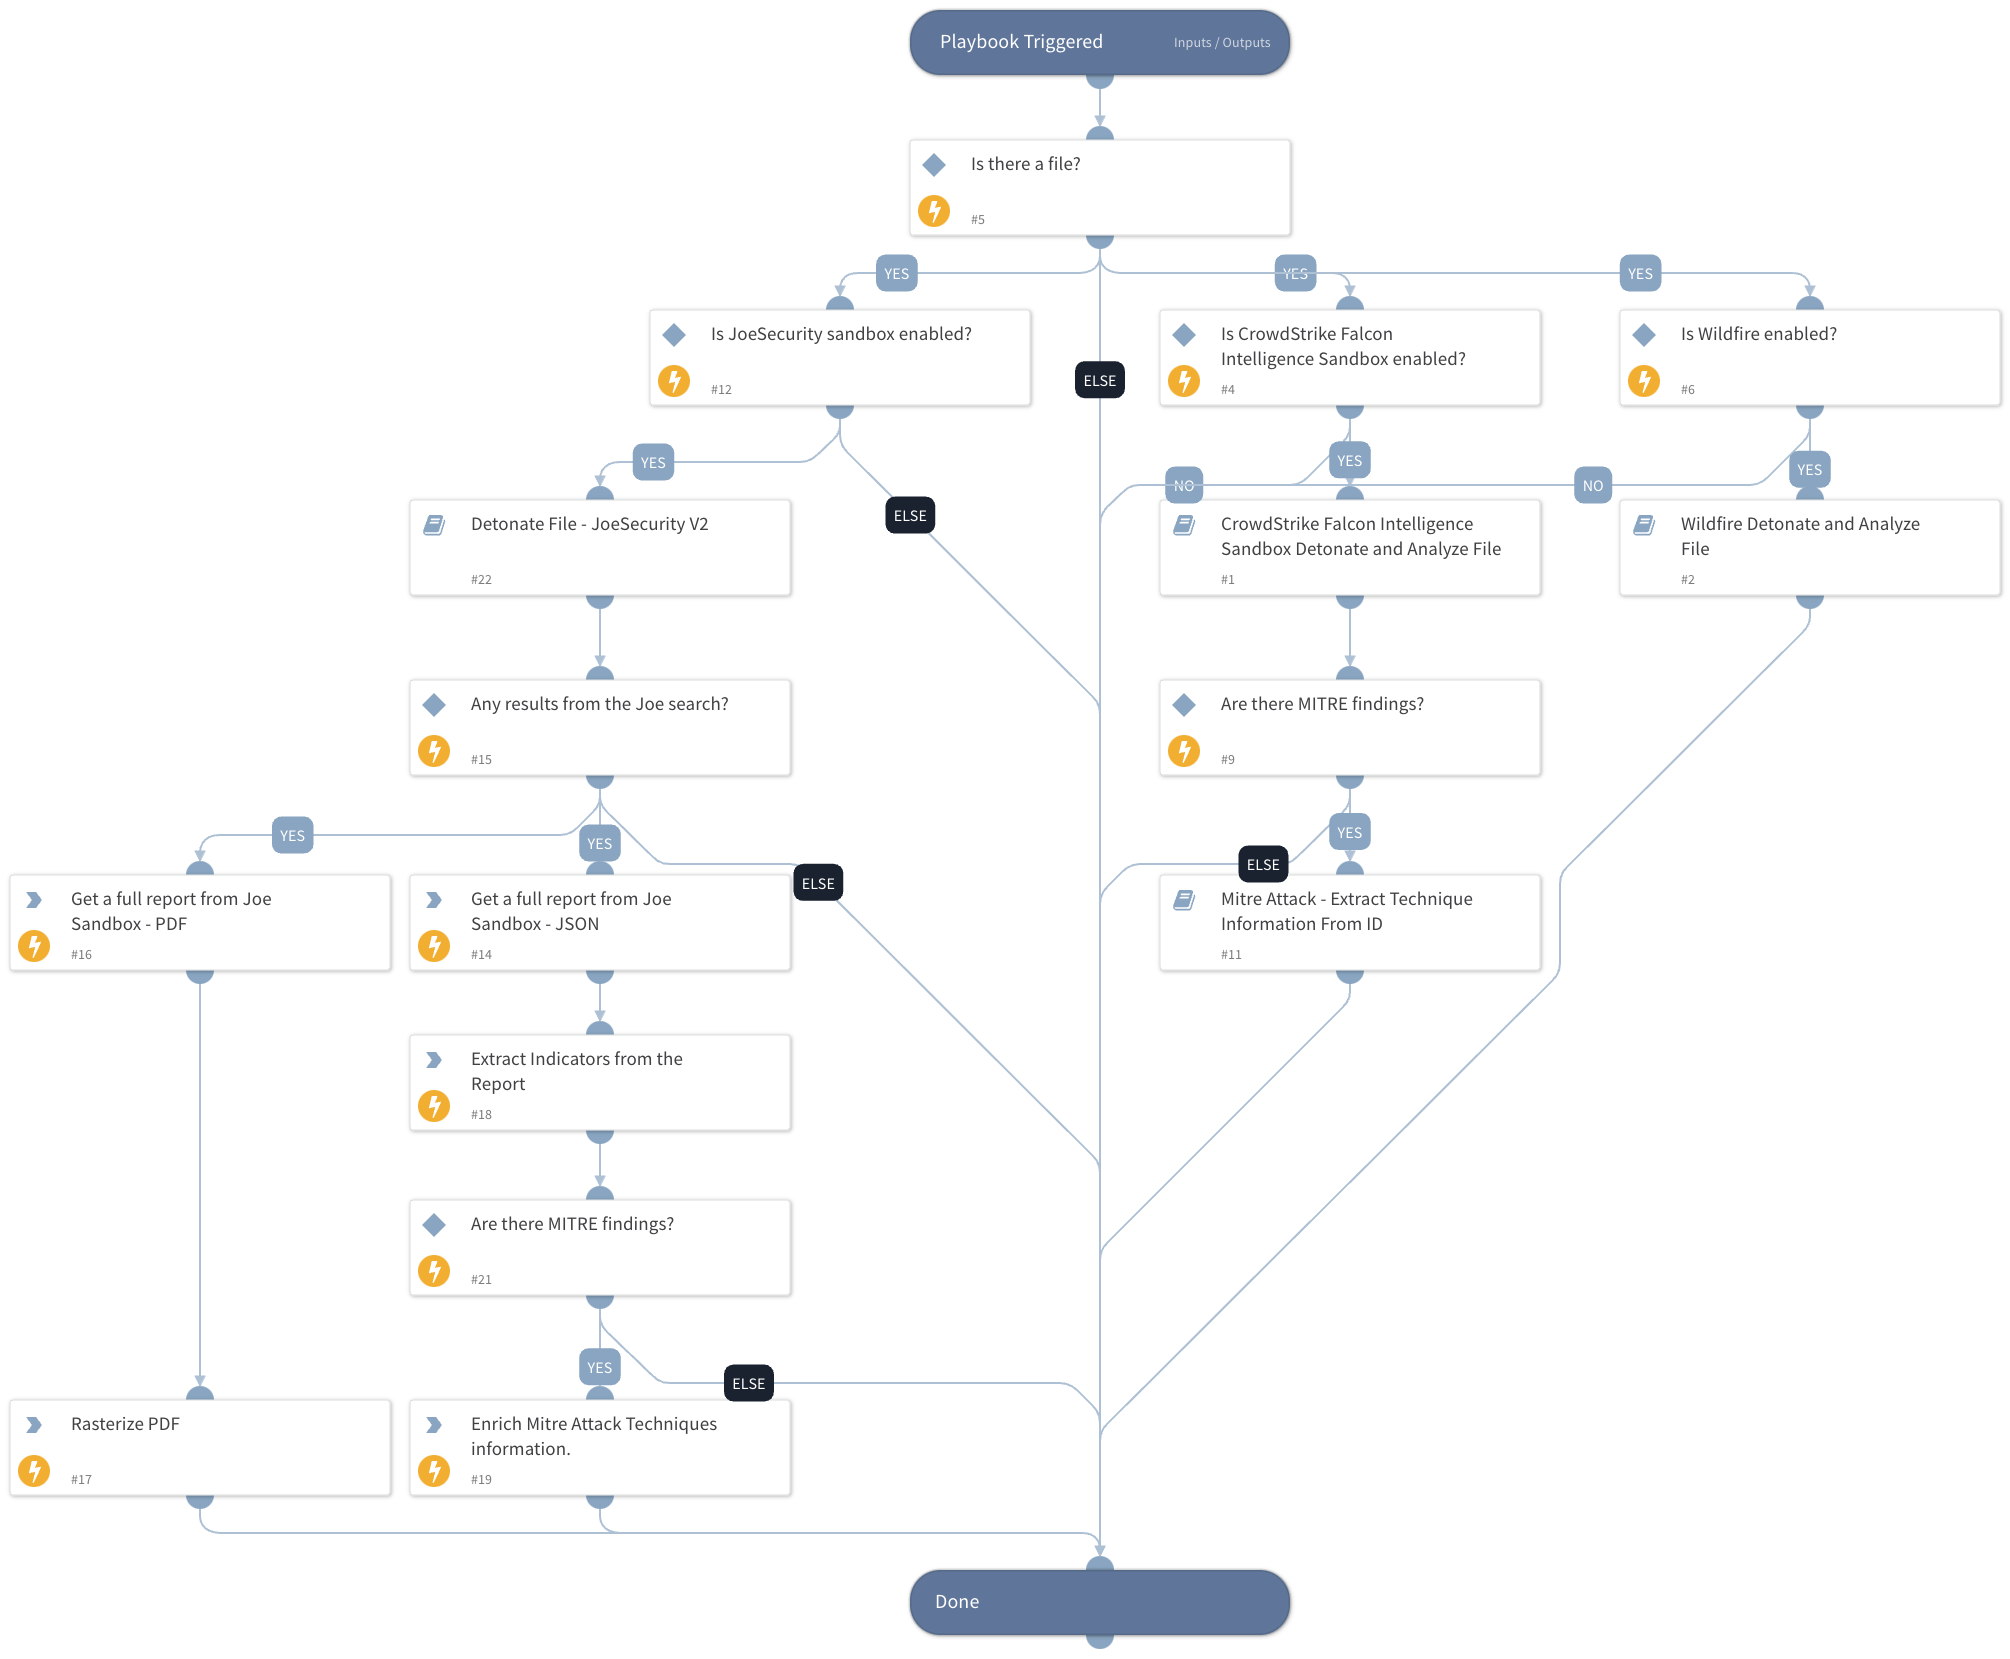 Playbook Triggered
Inputs / Outputs
Is there a file?
#5
YES
YES
YES
Is JoeSecurity sandbox enabled?
#12
ELSE
Is CrowdStrike Falcon
Intelligence Sandbox enabled?
#4
Is Wildfire enabled?
#6
YES
ELSE
NO
YES
NO
YES
Detonate File - JoeSecurity V2
#22
CrowdStrike Falcon Intelligence
Sandbox Detonate and Analyze File
#1
Wildfire Detonate and Analyze
File
#2
Any results from the Joe search?
#15
Are there MITRE findings?
#9
YES
YES
ELSE
YES
ELSE
Get a full report from Joe
Sandbox - PDF
#16
Get a full report from Joe
Sandbox - JSON
#14
Mitre Attack - Extract Technique
Information From ID
#11
Extract Indicators from the
Report
#18
Are there MITRE findings?
#21
YES
ELSE
Rasterize PDF
#17
Enrich Mitre Attack Techniques
information.
#19
Done